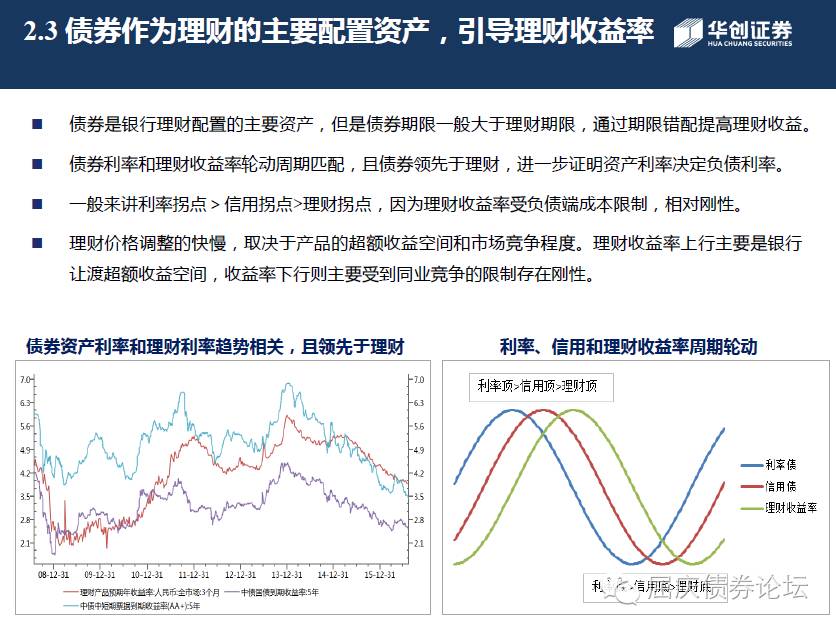 2.3 债券作为理财的主要配置资产，引导理财收益率
华创证券
HUA CHUANG SECURITIES
■ 债券是银行理财配置的主要资产，但是债券期限一般大于理财期限，通过期限错配提高理财收益。
■ 债券利率和理财收益率轮动周期匹配，且债券领先于理财，进一步证明资产利率决定负债利率。
■ 一般来讲利率拐点＞信用拐点>理财拐点，因为理财收益率受负债端成本限制，相对刚性。
■ 理财价格调整的快慢，取决于产品的超额收益空间和市场竞争程度。理财收益率上行主要是银行
让渡超额收益空间，收益率下行则主要受到同业竞争的限制存在刚性。
债券资产利率和理财利率趋势相关，且领先于理财
7.0 7.0
6.3 6.3
5.6 5.6
4.9 4.9
4.2 4.2
3.5 3.5
2.8 2.8
2.1 2.1
08-12-31 09-12-31 10-12-31 11-12-31 12-12-31 13-12-31 14-12-31 15-12-31
理财产品预期年收益率:人民币:全市场:3个月 中债国债到期收益率:5年
中债中短期票据到期收益率(AA+):5年
利率、信用和理财收益率周期轮动
利率顶>信用顶>理财顶
利率债
信用债
理财收益率
利率底>信用底>理财底
屈庆债券论坛